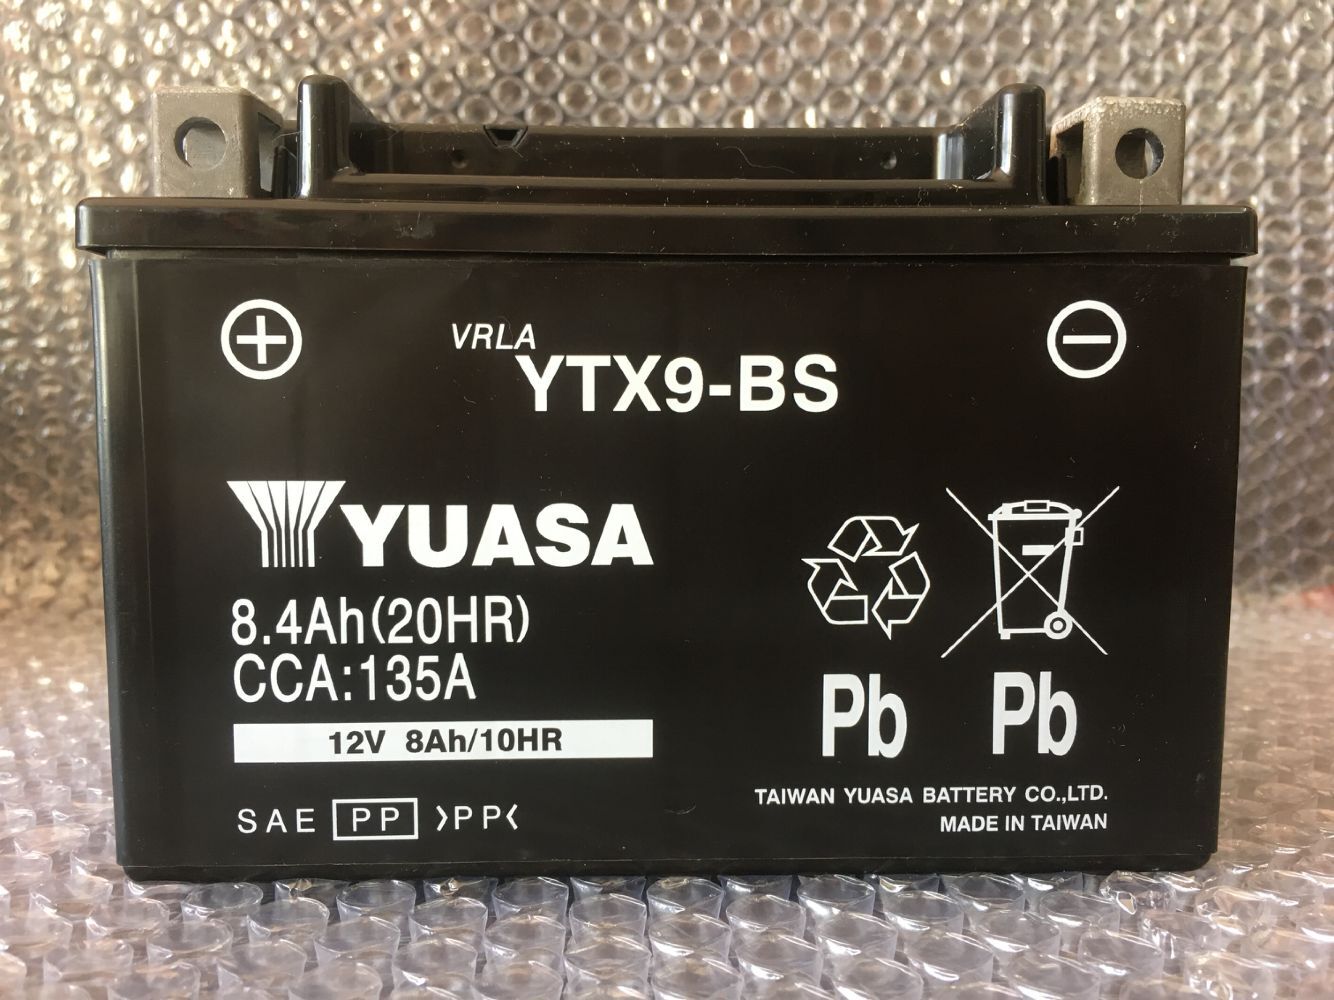 VRLA
YTX9-BS
YUASA
8.4Ah(20HR)
CCA:135A
12V 8Ah/10HR
SAE PP >PP<
Pb Pb
TAIWAN YUASA BATTERY CO.,LTD.
MADE IN TAIWAN